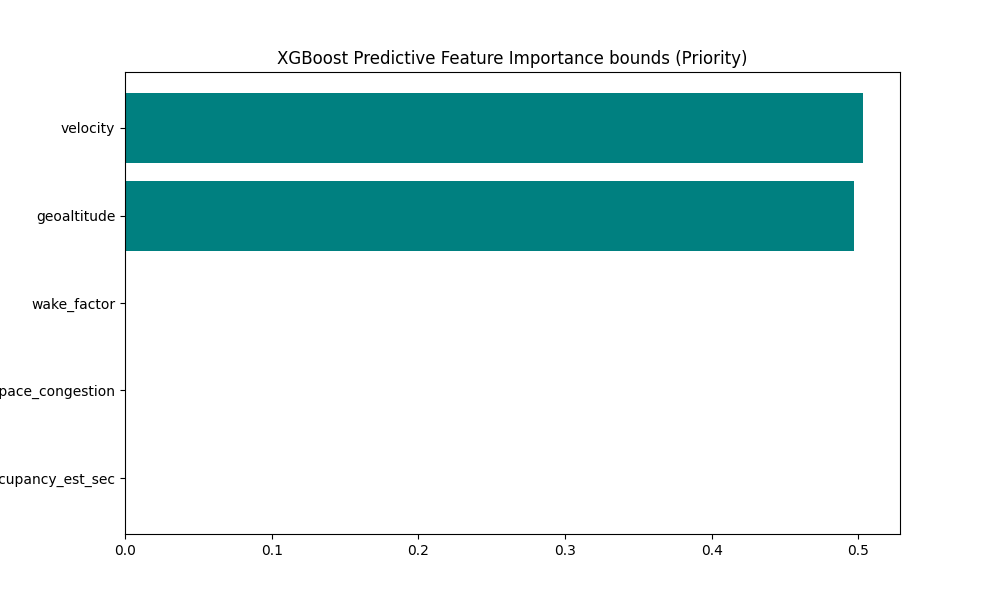 XGBoost Predictive Feature Importance bounds (Priority)
velocity
geoaltitude
wake_factor
pace_congestion
cupancy_est_sec
0.0 0.1 0.2 0.3 0.4 0.5